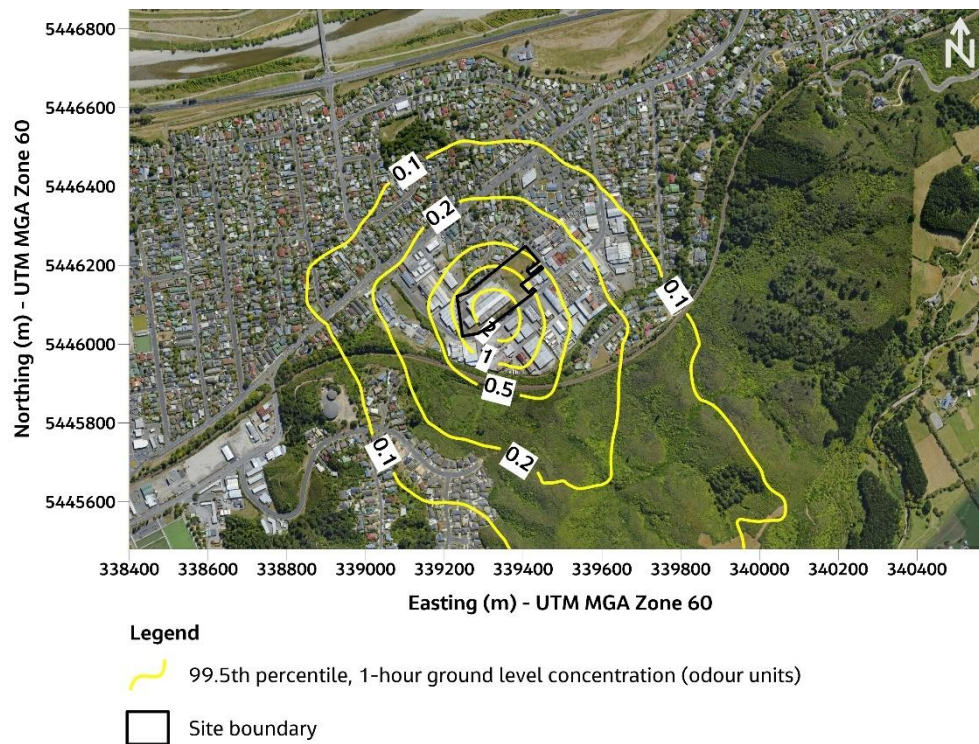 5446800
5446600
5446400
5446200
5446000
5445800
5445600
Northing (m) - UTM MGA Zone 60
N
0.1
0.2
0.1
2
1
0.5
0.1
0.2
338400 338600 338800 339000 339200 339400 339600 339800 340000 340200 340400
Easting (m) - UTM MGA Zone 60
Legend
99.5th percentile, 1-hour ground level concentration (odour units)
Site boundary